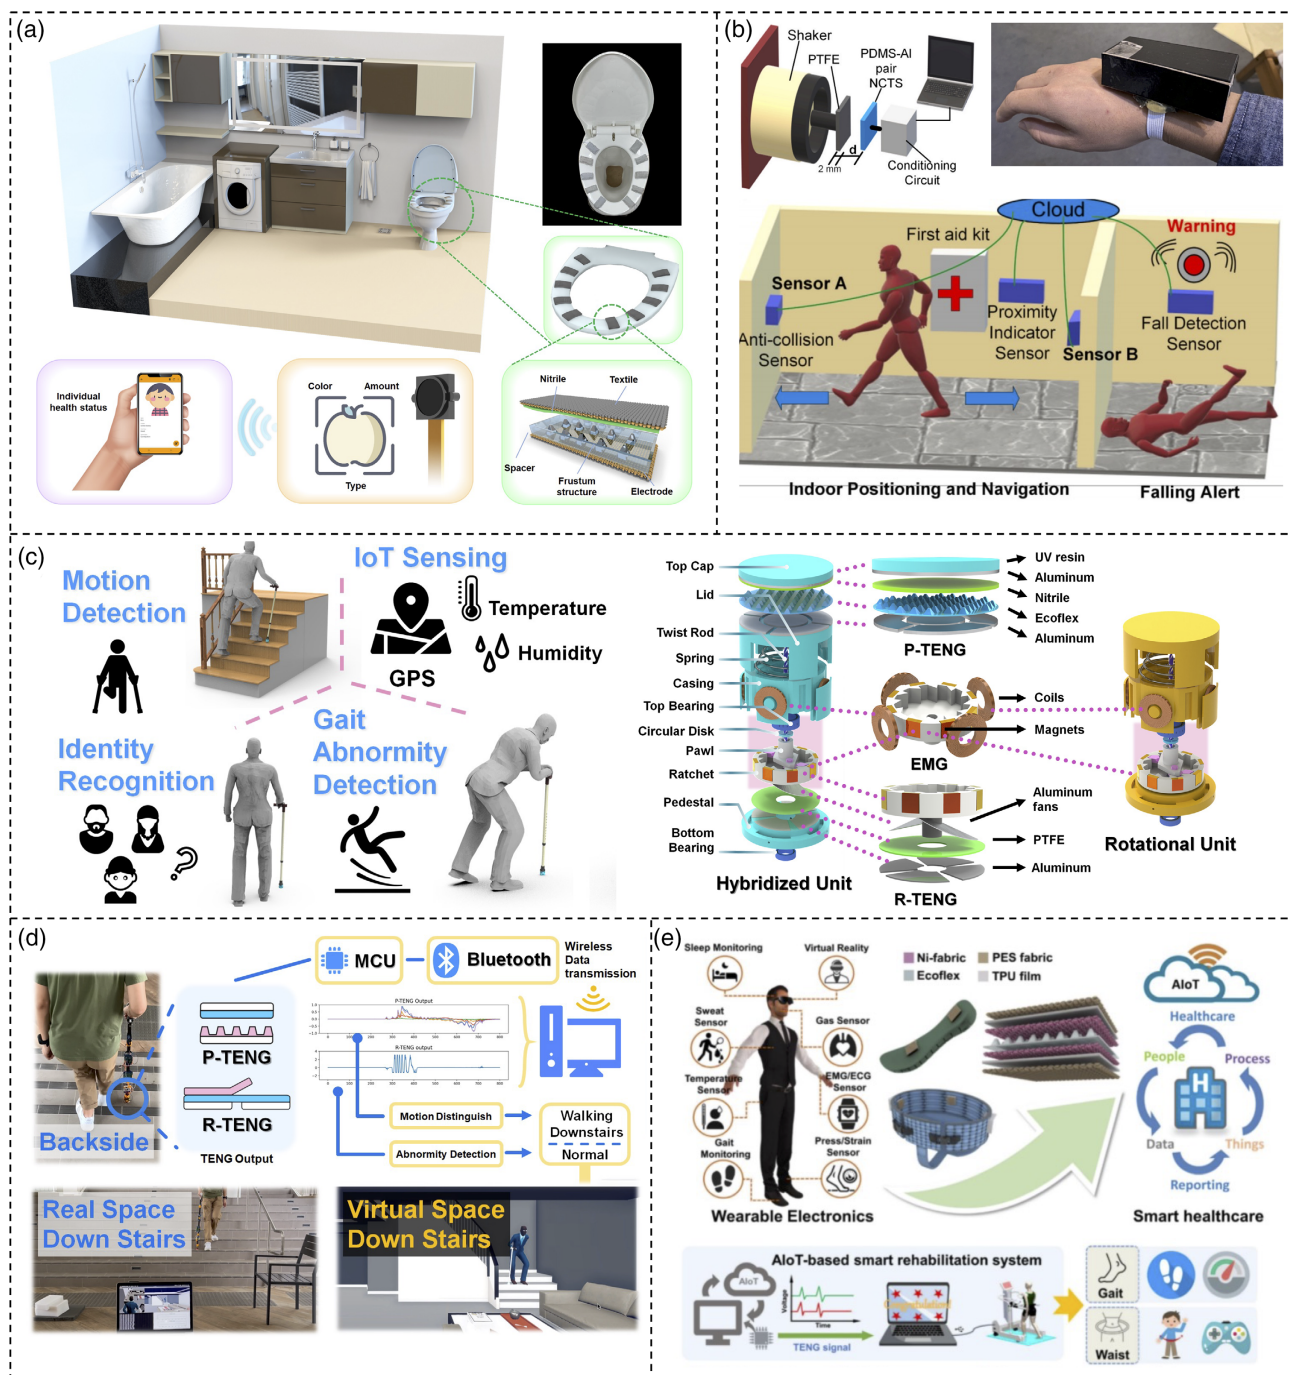 (a)
Individual
health status
Color
Amount
Type
Nitrile
Textile
Spacer
Frustum
structure
Electrode
(b)
Shaker
PTFE
PDMS-Al
pair
NCTS
d
2 mm
Conditioning
Circuit
Cloud
First aid kit
Warning
Sensor A
Anti-collision
Sensor
Proximity
Indicator
Sensor
Sensor B
Fall Detection
Sensor
Indoor Positioning and Navigation
Falling Alert
(c)
Motion
Detection
IoT Sensing
GPS
Temperature
Humidity
Identity
Recognition
Gait
Abnormity
Detection
Top Cap
Lid
Twist Rod
Spring
Casing
Top Bearing
Circular Disk
Pawl
Ratchet
Pedestal
Bottom
Bearing
Hybridized Unit
UV resin
Aluminum
Nitrile
Ecoflex
Aluminum
P-TENG
Coils
Magnets
EMG
Aluminum
fans
PTFE
Aluminum
R-TENG
Rotational Unit
(d)
Backside
P-TENG
R-TENG
TENG Output
MCU
Bluetooth
Wireless
Data
transmission
P-TENG Output
R-TENG output
Motion Distinguish
Abnormity Detection
Walking
Downstairs
Normal
Real Space
Down Stairs
Virtual Space
Down Stairs
(e)
Sleep Monitoring
Virtual Reality
Sweat
Sensor
Gas Sensor
Temperature
Sensor
EMG/ECG
Sensor
Gait
Monitoring
Press/Strain
Sensor
Wearable Electronics
Ni-fabric
PES fabric
Ecoflex
TPU film
AIoT
Healthcare
People
Process
H
Data
Things
Reporting
Smart healthcare
AIoT-based smart rehabilitation system
AIoT
Voltage
Time
TENG signal
Congratulations!
Gait
Waist